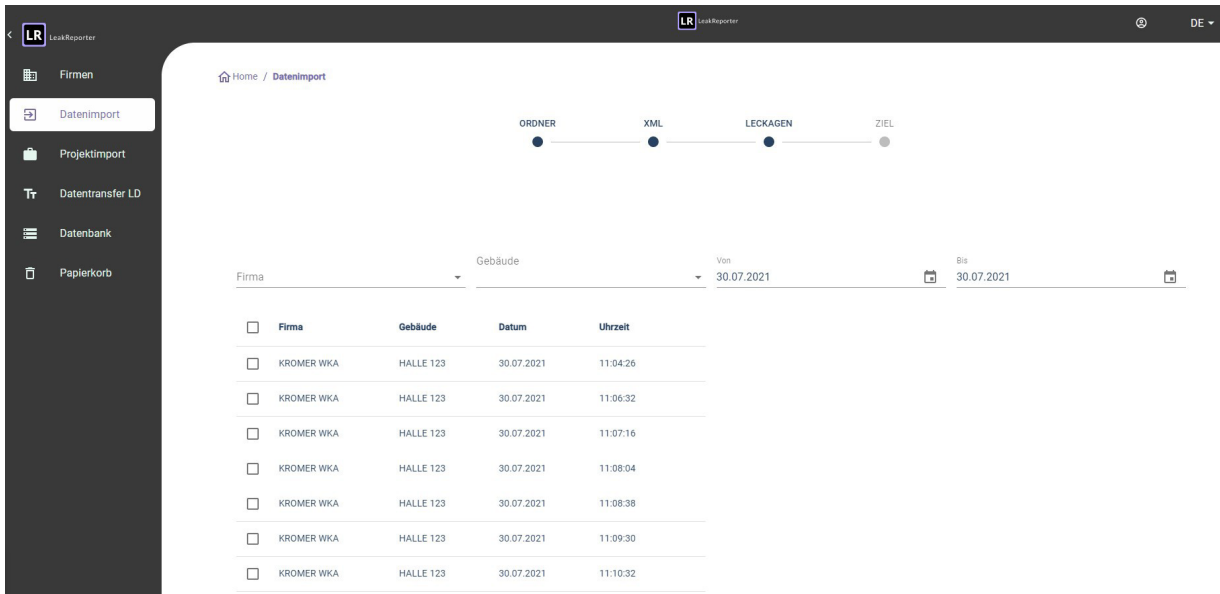 LR LeakReporter
LR LeakReporter
DE
Firmen
Datenimport
Projektimport
Datentransfer LD
Datenbank
Papierkorb
Home / Datenimport
ORDNER XML LECKAGEN ZIEL
Firma
Gebäude
Von
30.07.2021
Bis
30.07.2021
Firma Gebäude Datum Uhrzeit
KROMER WKA HALLE 123 30.07.2021 11:04:26
KROMER WKA HALLE 123 30.07.2021 11:06:32
KROMER WKA HALLE 123 30.07.2021 11:07:16
KROMER WKA HALLE 123 30.07.2021 11:08:04
KROMER WKA HALLE 123 30.07.2021 11:08:38
KROMER WKA HALLE 123 30.07.2021 11:09:30
KROMER WKA HALLE 123 30.07.2021 11:10:32